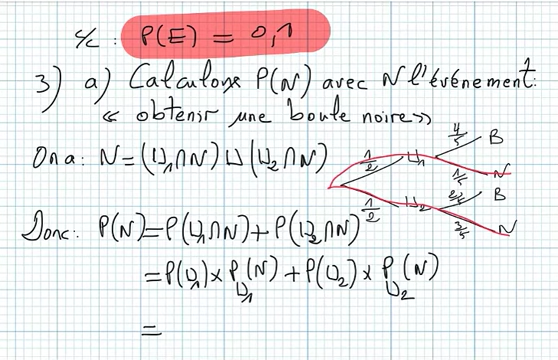 s/c : P(E) = 0,1
3) a) Calculons P(N) avec N l'événement:
« obtenir une boule noire»
On a: N = (U₁∩N) ⊔ (U₂∩N)
1/2 U₁ 4/5 B
1/5 N
1/2 U₂ 2/5 B
3/5 N
Donc: P(N) = P(U₁∩N) + P(U₂∩N)
= P(U₁) × P_U₁(N) + P(U₂) × P_U₂(N)
=